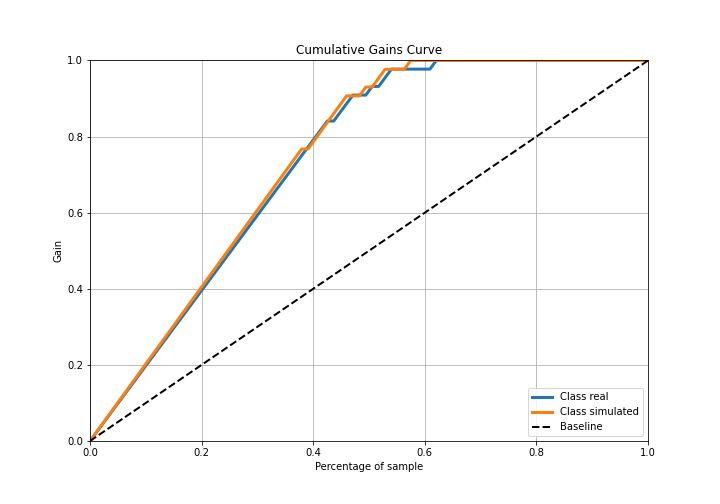 Cumulative Gains Curve
1.0
0.8
0.6
0.4
0.2
0.0
Gain
0.0 0.2 0.4 0.6 0.8 1.0
Percentage of sample
Class real
Class simulated
Baseline